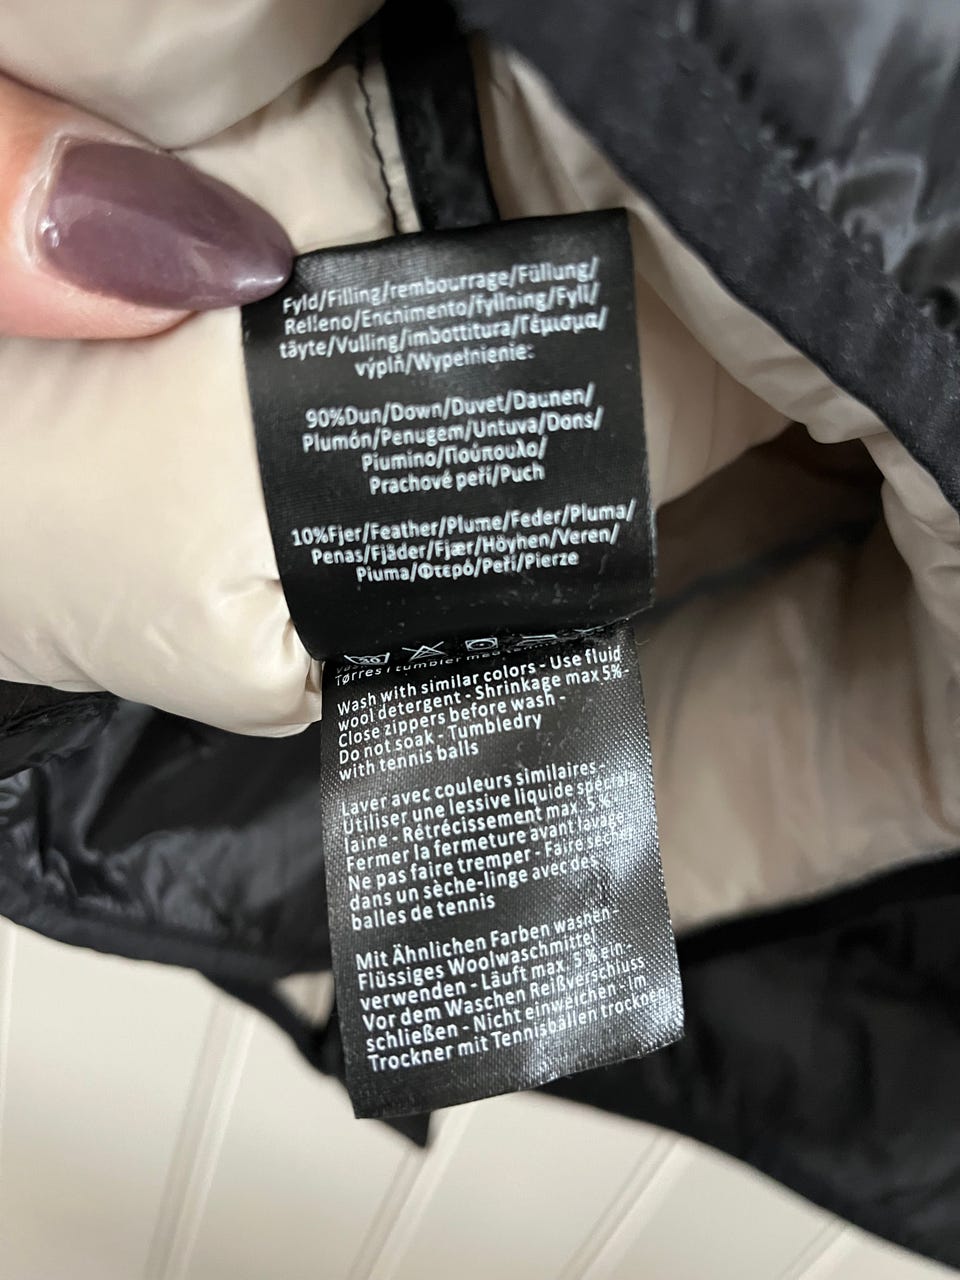 Fyld/Filling/rembourrage/Füllung/
Relleno/Enchimento/fyllning/Fyll/
täyte/Vulling/imbottitura/Γέμισμα/
výplň/Wypełnienie:
90%Dun/Down/Duvet/Daunen/
Plumón/Penugem/Untuva/Dons/
Piumino/Πούπουλο/
Prachové peří/Puch
10%Fjer/Feather/Plume/Feder/Pluma/
Penas/Fjäder/Fjær/Höyhen/Veren/
Piuma/Φτερό/Peří/Pierze
30
Wash with similar colors - Use fluid
wool detergent - Shrinkage max 5%-
Close zippers before wash -
Do not soak - Tumbledry
with tennis balls
Laver avec couleurs similaires -
Utiliser une lessive liquide spéciale
laine - Rétrécissement max 5%-
Fermer la fermeture avant lavage
Ne pas faire tremper - Faire sécher
dans un sèche-linge avec des
balles de tennis
Mit Ähnlichen Farben washen -
Flüssiges Woolwaschmittel
verwenden - Läuft max 5% ein -
Vor dem Waschen Reißverschluss
schließen - Nicht einweichen - Im
Trockner mit Tennisballen trocknen